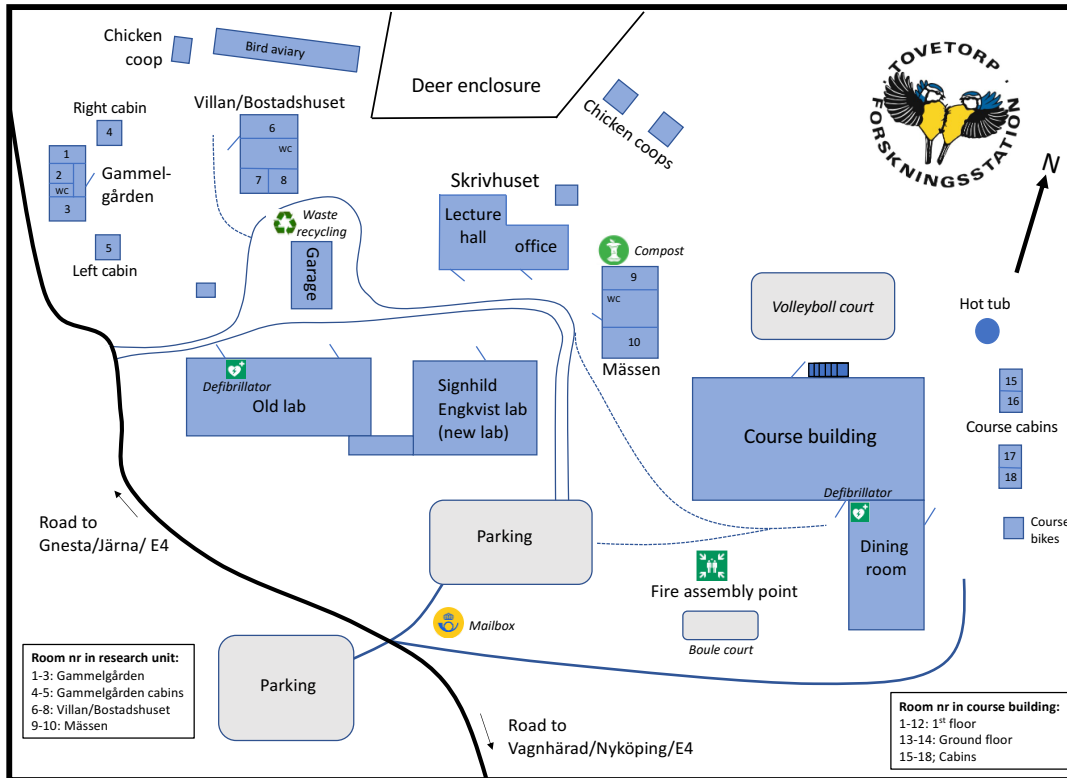 Chicken
coop
Bird aviary
Deer enclosure
TOVETORP · FORSKNINGSSTATION ·
Right cabin
4
Villan/Bostadshuset
6
WC
7
8
Chicken coops
1
2
WC
3
Gammel-
gården
N
Skrivhuset
Lecture
hall
office
Waste
recycling
Garage
Compost
9
WC
10
Mässen
5
Left cabin
Volleyboll court
Hot tub
Defibrillator
Old lab
Signhild
Engkvist lab
(new lab)
Course building
15
16
Course cabins
17
18
Defibrillator
Course
bikes
Road to
Gnesta/Järna/ E4
Parking
Dining
room
Fire assembly point
Mailbox
Boule court
Parking
Room nr in research unit:
1-3: Gammelgården
4-5: Gammelgården cabins
6-8: Villan/Bostadshuset
9-10: Mässen
Road to
Vagnhärad/Nyköping/E4
Room nr in course building:
1-12: 1st floor
13-14: Ground floor
15-18; Cabins